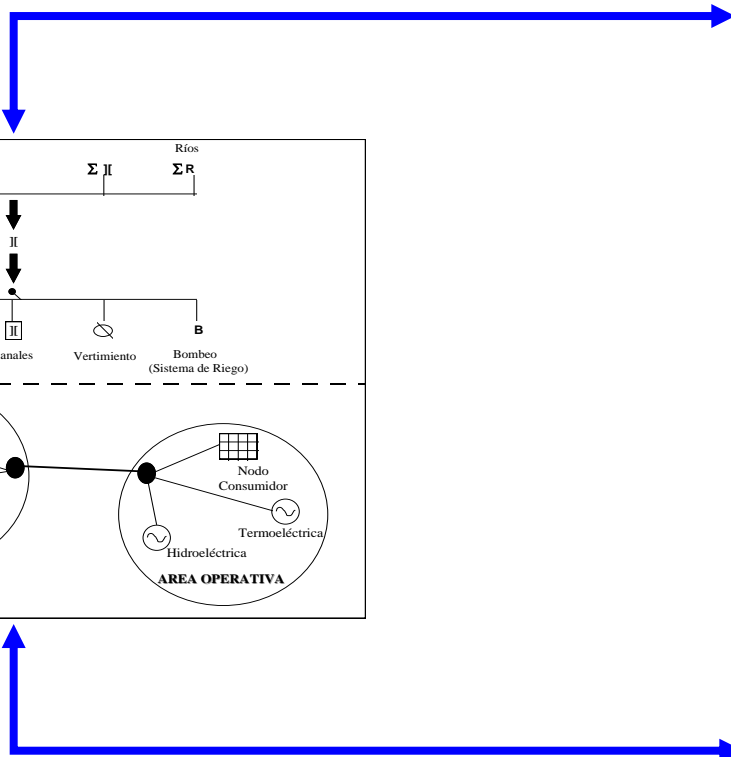 Ríos
Σ ][ Σ R
][
][
B
anales Vertimiento Bombeo
(Sistema de Riego)
Nodo
Consumidor
Termoeléctrica
Hidroeléctrica
AREA OPERATIVA